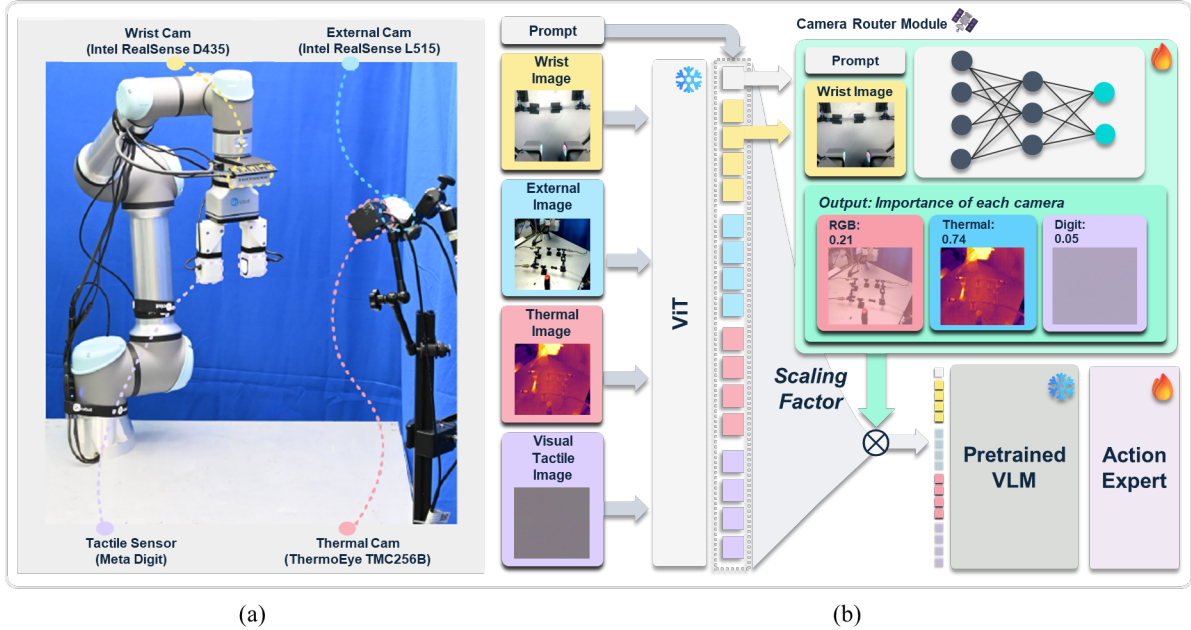 Wrist Cam
(Intel RealSense D435)
External Cam
(Intel RealSense L515)
Tactile Sensor
(Meta Digit)
Thermal Cam
(ThermoEye TMC256B)
(a)
Prompt
Wrist
Image
External
Image
Thermal
Image
Visual
Tactile
Image
ViT
Camera Router Module
Prompt
Wrist Image
Output: Importance of each camera
RGB:
0.21
Thermal:
0.74
Digit:
0.05
Scaling
Factor
Pretrained
VLM
Action
Expert
(b)